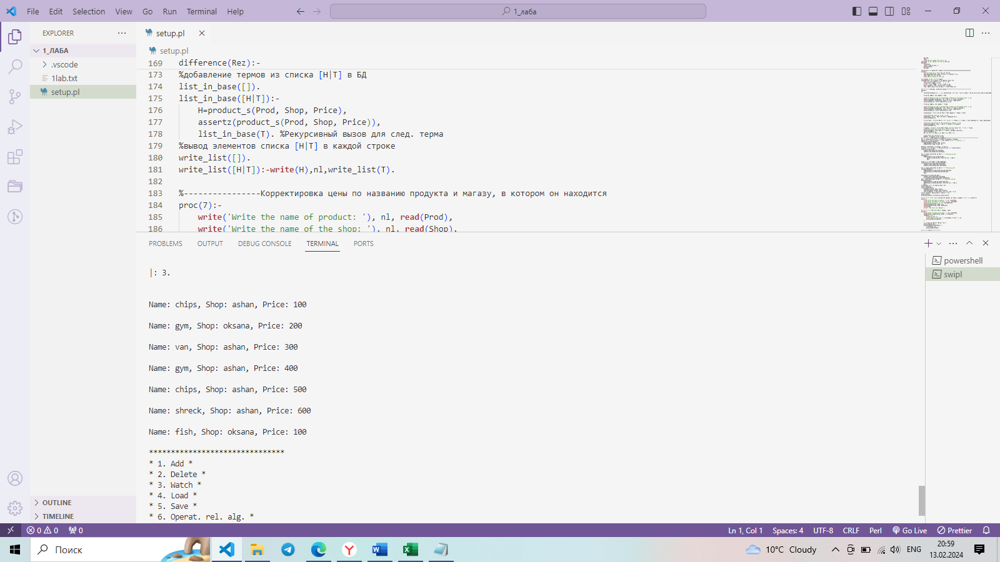 File Edit Selection View Go Run Terminal Help
1_лаба
EXPLORER
1_ЛАБА
.vscode
1lab.txt
setup.pl
OUTLINE
TIMELINE
setup.pl
setup.pl
169 difference(Rez):-
173 %добавление термов из списка [H|T] в БД
174 list_in_base([]).
175 list_in_base([H|T]):-
176 H=product_s(Prod, Shop, Price),
177 assertz(product_s(Prod, Shop, Price)),
178 list_in_base(T). %Рекурсивный вызов для след. терма
179 %вывод элементов списка [H|T] в каждой строке
180 write_list([]).
181 write_list([H|T]):-write(H),nl,write_list(T).
182
183 %----------------Корректировка цены по названию продукта и магазу, в котором он находится
184 proc(7):-
185 write('Write the name of product: '), nl, read(Prod),
186 write('Write the name of the shop: '), nl, read(Shop),
PROBLEMS OUTPUT DEBUG CONSOLE TERMINAL PORTS
powershell
swipl
|: 3.
Name: chips, Shop: ashan, Price: 100
Name: gym, Shop: oksana, Price: 200
Name: van, Shop: ashan, Price: 300
Name: gym, Shop: ashan, Price: 400
Name: chips, Shop: ashan, Price: 500
Name: shreck, Shop: ashan, Price: 600
Name: fish, Shop: oksana, Price: 100
*******************************
* 1. Add *
* 2. Delete *
* 3. Watch *
* 4. Load *
* 5. Save *
* 6. Operat. rel. alg. *
0 0 0 Ln 1, Col 1 Spaces: 4 UTF-8 CRLF Perl Go Live Prettier
Поиск
10°C Cloudy
ENG
20:59
13.02.2024